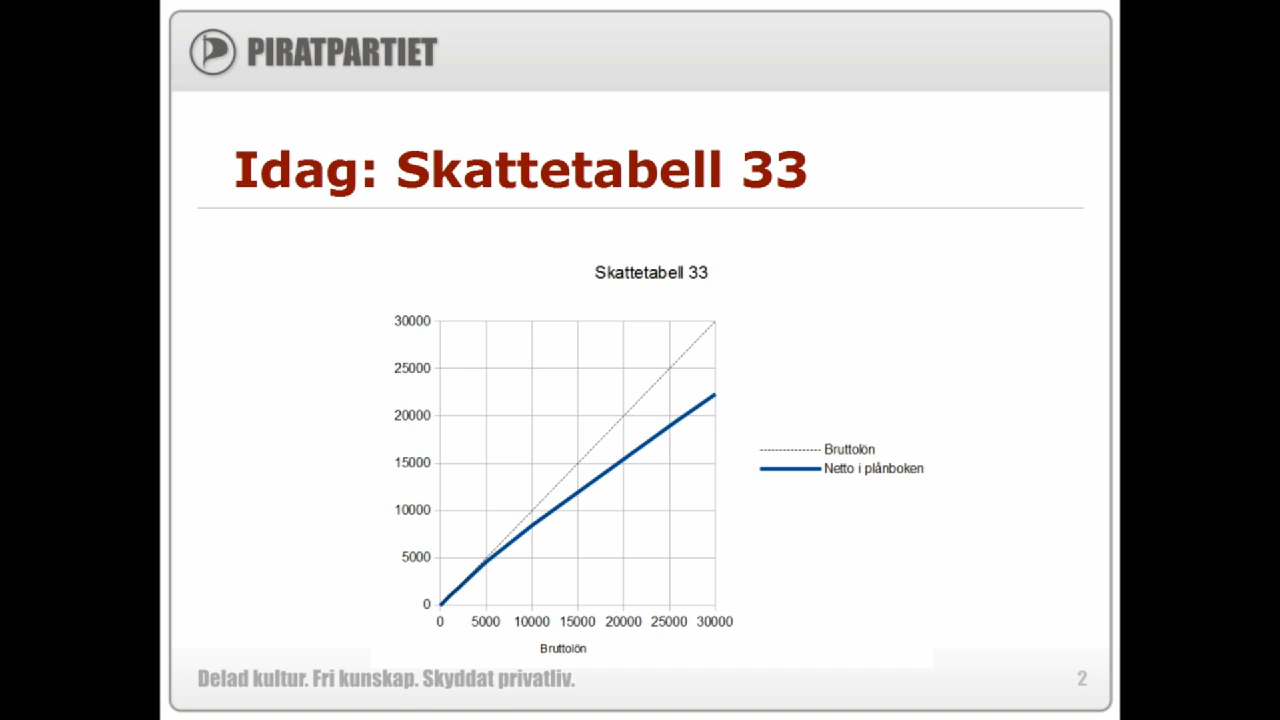 PIRATPARTIET
Idag: Skattetabell 33
Skattetabell 33
30000
25000
20000
15000
10000
5000
0
0 5000 10000 15000 20000 25000 30000
Bruttolön
Bruttolön
Netto i plånboken
Delad kultur. Fri kunskap. Skyddat privatliv.
2